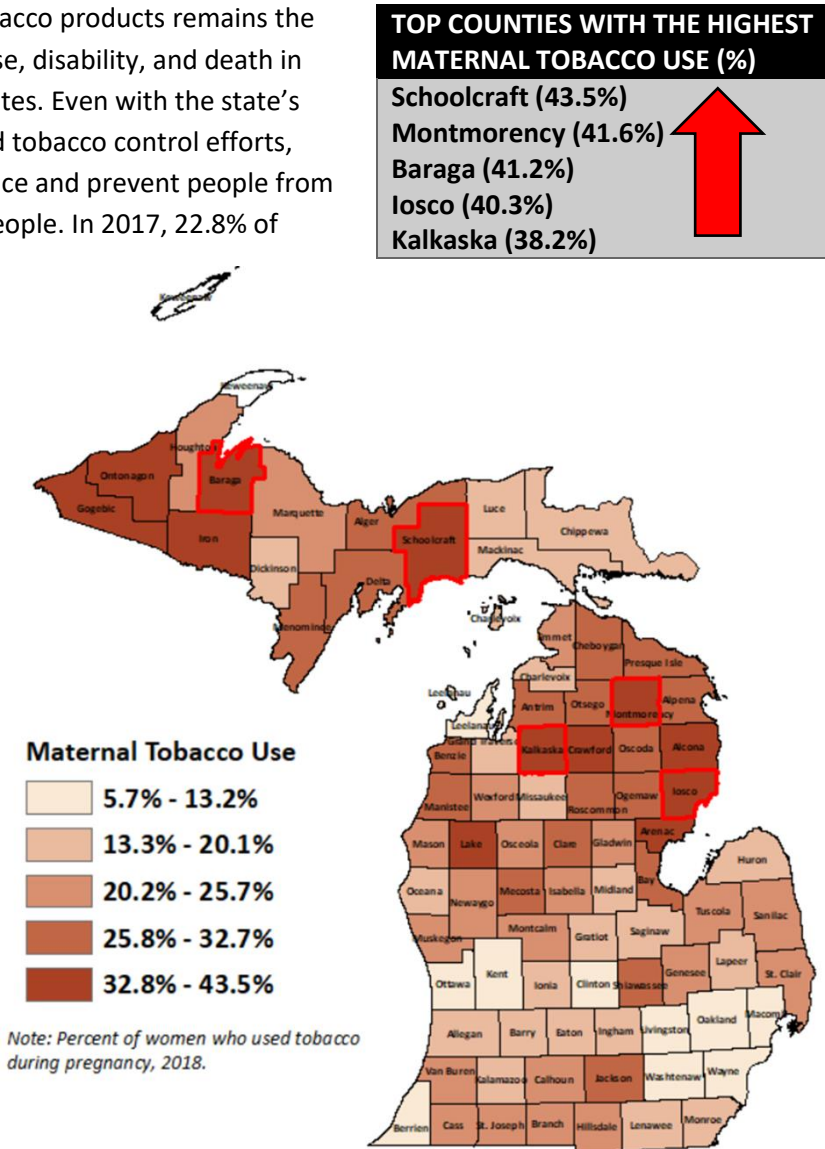 acco products remains the
se, disability, and death in
tes. Even with the state’s
d tobacco control efforts,
ce and prevent people from
eople. In 2017, 22.8% of
TOP COUNTIES WITH THE HIGHEST
MATERNAL TOBACCO USE (%)
Schoolcraft (43.5%)
Montmorency (41.6%)
Baraga (41.2%)
Iosco (40.3%)
Kalkaska (38.2%)
Keweenaw
Keweenaw
Houghton
Ontonagon
Baraga
Gogebic
Marquette
Alger
Luce
Iron
Schoolcraft
Chippewa
Mackinac
Dickinson
Delta
Menominee
Charlevoix
Emmet
Cheboygan
Presque Isle
Charlevoix
Leelanau
Antrim
Otsego
Montmorency
Alpena
Leelanau
Grand Traverse
Benzie
Kalkaska
Crawford
Oscoda
Alcona
Manistee
Wexford
Missaukee
Roscommon
Ogemaw
Iosco
Arenac
Mason
Lake
Osceola
Clare
Gladwin
Huron
Oceana
Newaygo
Mecosta
Isabella
Midland
Bay
Tuscola
Sanilac
Muskegon
Montcalm
Gratiot
Saginaw
Genesee
Lapeer
St. Clair
Ottawa
Kent
Ionia
Clinton
Shiawassee
Allegan
Barry
Eaton
Ingham
Livingston
Oakland
Macomb
Van Buren
Kalamazoo
Calhoun
Jackson
Washtenaw
Wayne
Berrien
Cass
St. Joseph
Branch
Hillsdale
Lenawee
Monroe
Maternal Tobacco Use
5.7% - 13.2%
13.3% - 20.1%
20.2% - 25.7%
25.8% - 32.7%
32.8% - 43.5%
Note: Percent of women who used tobacco
during pregnancy, 2018.